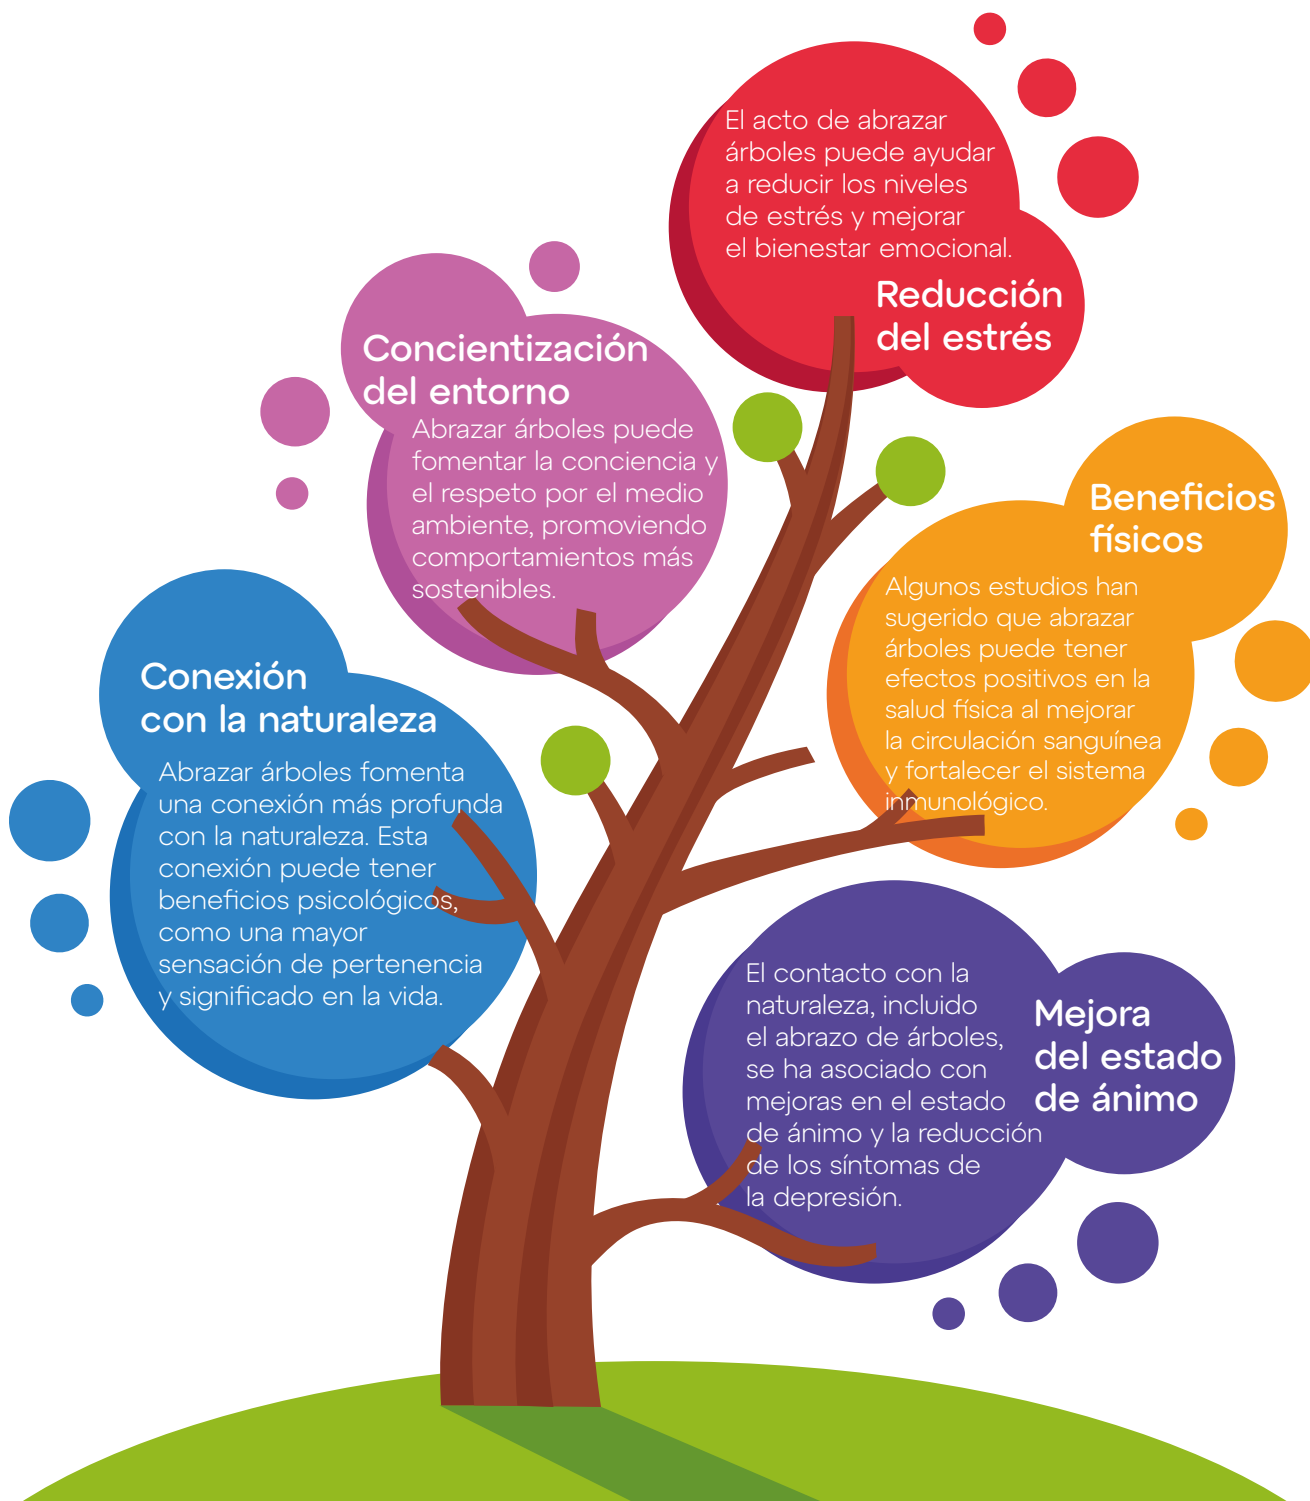 El acto de abrazar
árboles puede ayudar
a reducir los niveles
de estrés y mejorar
el bienestar emocional.
Reducción
del estrés
Concientización
del entorno
Abrazar árboles puede
fomentar la conciencia y
el respeto por el medio
ambiente, promoviendo
comportamientos más
sostenibles.
Beneficios
físicos
Algunos estudios han
sugerido que abrazar
árboles puede tener
efectos positivos en la
salud física al mejorar
la circulación sanguínea
y fortalecer el sistema
inmunológico.
Conexión
con la naturaleza
Abrazar árboles fomenta
una conexión más profunda
con la naturaleza. Esta
conexión puede tener
beneficios psicológicos,
como una mayor
sensación de pertenencia
y significado en la vida.
El contacto con la
naturaleza, incluido
el abrazo de árboles,
se ha asociado con
mejoras en el estado
de ánimo y la reducción
de los síntomas de
la depresión.
Mejora
del estado
de ánimo